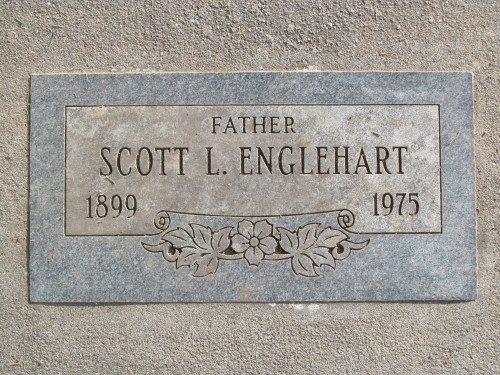 FATHER
SCOTT L. ENGLEHART
1899 1975